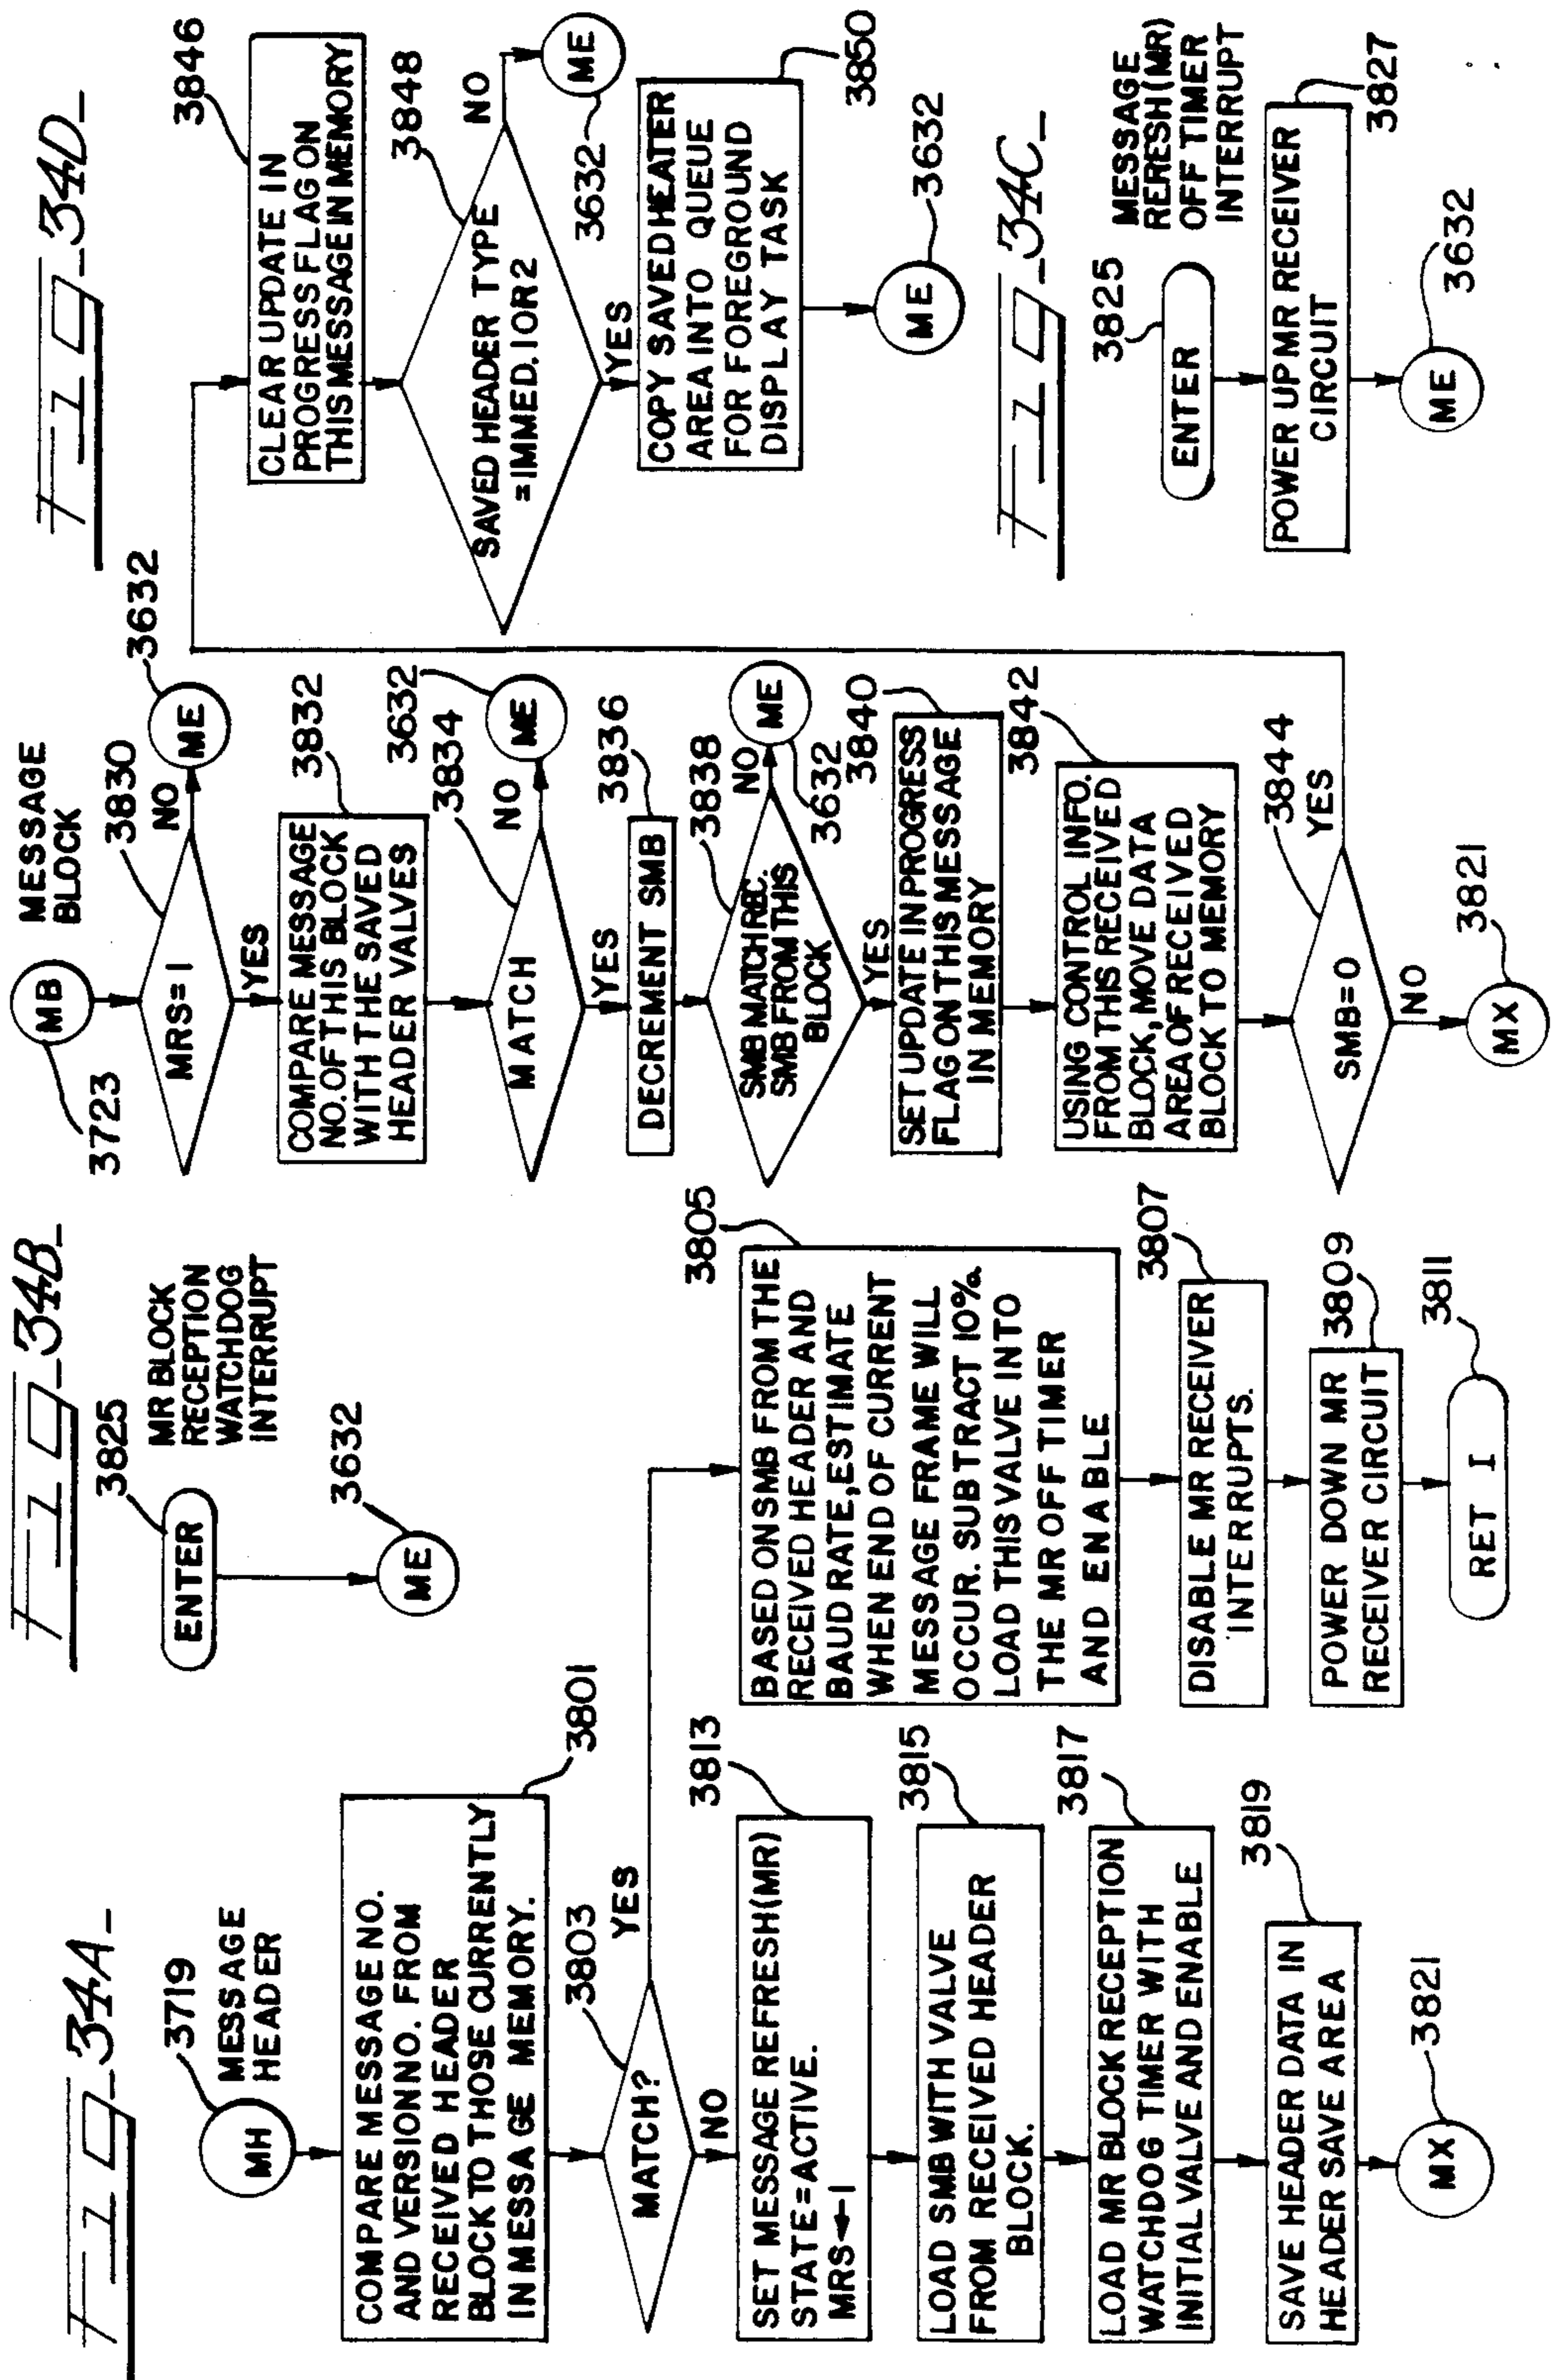 FIG. 34A
3719
MH
MESSAGE
HEADER
COMPARE MESSAGE NO.
AND VERSION NO. FROM
RECEIVED HEADER
BLOCK TO THOSE CURRENTLY
IN MESSAGE MEMORY.
3801
MATCH?
3803
YES
NO
SET MESSAGE REFRESH(MR)
STATE=ACTIVE.
MRS←1
3813
LOAD SMB WITH VALVE
FROM RECEIVED HEADER
BLOCK.
3815
LOAD MR BLOCK RECEPTION
WATCHDOG TIMER WITH
INITIAL VALVE AND ENABLE
3817
SAVE HEADER DATA IN
HEADER SAVE AREA
3819
MX
3821
BASED ON SMB FROM THE
RECEIVED HEADER AND
BAUD RATE, ESTIMATE
WHEN END OF CURRENT
MESSAGE FRAME WILL
OCCUR. SUBTRACT 10%
LOAD THIS VALVE INTO
THE MR OFF TIMER
AND ENABLE
3805
DISABLE MR RECEIVER
INTERRUPTS.
3807
POWER DOWN MR
RECEIVER CIRCUIT
3809
RET I
3811
FIG. 34B
3825
MR BLOCK
RECEPTION
WATCHDOG
INTERRUPT
ENTER
3632
ME
3723
MB
MESSAGE
BLOCK
MRS=1
3830
NO
ME
3632
YES
COMPARE MESSAGE
NO. OF THIS BLOCK
WITH THE SAVED
HEADER VALVES
3832
MATCH
3834
NO
ME
3632
YES
DECREMENT SMB
3836
SMB MATCH REC.
SMB FROM THIS
BLOCK
3838
NO
ME
3632
YES
SET UPDATE IN PROGRESS
FLAG ON THIS MESSAGE
IN MEMORY
3840
USING CONTROL INFO.
FROM THIS RECEIVED
BLOCK, MOVE DATA
AREA OF RECEIVED
BLOCK TO MEMORY
3842
SMB=0
3844
YES
NO
MX
3821
FIG. 34D
CLEAR UPDATE IN
PROGRESS FLAG ON
THIS MESSAGE IN MEMORY
3846
SAVED HEADER TYPE
=IMMED. 1 OR 2
3848
NO
ME
3632
YES
COPY SAVED HEATER
AREA INTO QUEUE
FOR FOREGROUND
DISPLAY TASK
3850
ME
3632
FIG. 34C
3825
MESSAGE
RERESH(MR)
OFF TIMER
INTERRUPT
ENTER
POWER UP MR RECEIVER
CIRCUIT
3827
ME
3632